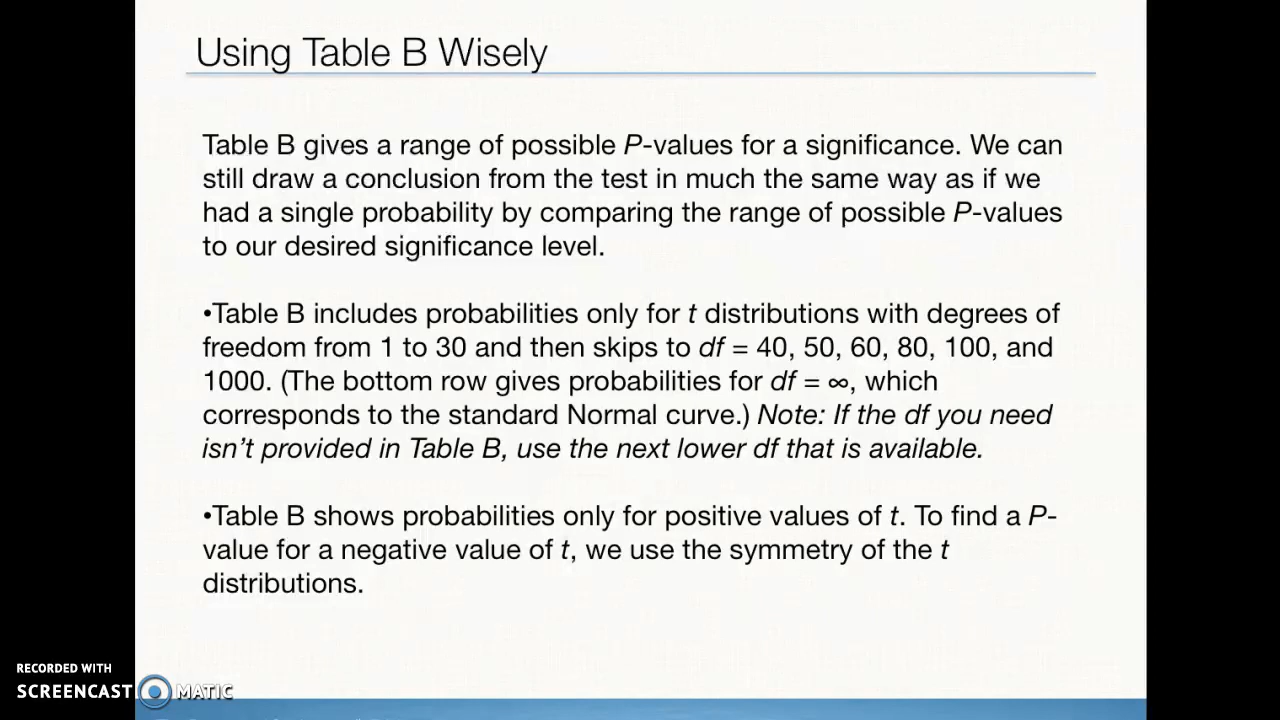 Using Table B Wisely
Table B gives a range of possible P-values for a significance. We can
still draw a conclusion from the test in much the same way as if we
had a single probability by comparing the range of possible P-values
to our desired significance level.
•Table B includes probabilities only for t distributions with degrees of
freedom from 1 to 30 and then skips to df = 40, 50, 60, 80, 100, and
1000. (The bottom row gives probabilities for df = ∞, which
corresponds to the standard Normal curve.) Note: If the df you need
isn’t provided in Table B, use the next lower df that is available.
•Table B shows probabilities only for positive values of t. To find a P-
value for a negative value of t, we use the symmetry of the t
distributions.
RECORDED WITH
SCREENCAST MATIC